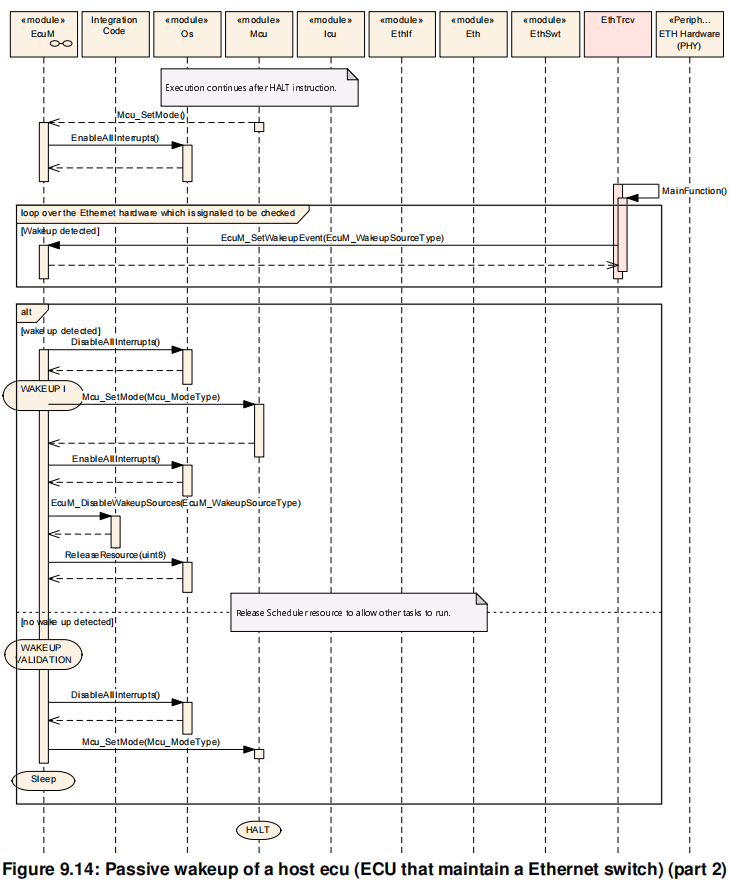 «module»
EcuM
Integration
Code
«module»
Os
«module»
Mcu
«module»
Icu
«module»
EthIf
«module»
Eth
«module»
EthSwt
EthTrcv
«Periph...
ETH Hardware
(PHY)
Execution continues after HALT instruction.
Mcu_SetMode()
EnableAllInterrupts()
MainFunction()
loop over the Ethernet hardware which is signaled to be checked
[Wakeup detected]
EcuM_SetWakeupEvent(EcuM_WakeupSourceType)
alt
[wake up detected]
DisableAllInterrupts()
WAKEUP I
Mcu_SetMode(Mcu_ModeType)
EnableAllInterrupts()
EcuM_DisableWakeupSources(EcuM_WakeupSourceType)
ReleaseResource(uint8)
Release Scheduler resource to allow other tasks to run.
[no wake up detected]
WAKEUP
VALIDATION
DisableAllInterrupts()
Mcu_SetMode(Mcu_ModeType)
Sleep
HALT
Figure 9.14: Passive wakeup of a host ecu (ECU that maintain a Ethernet switch) (part 2)